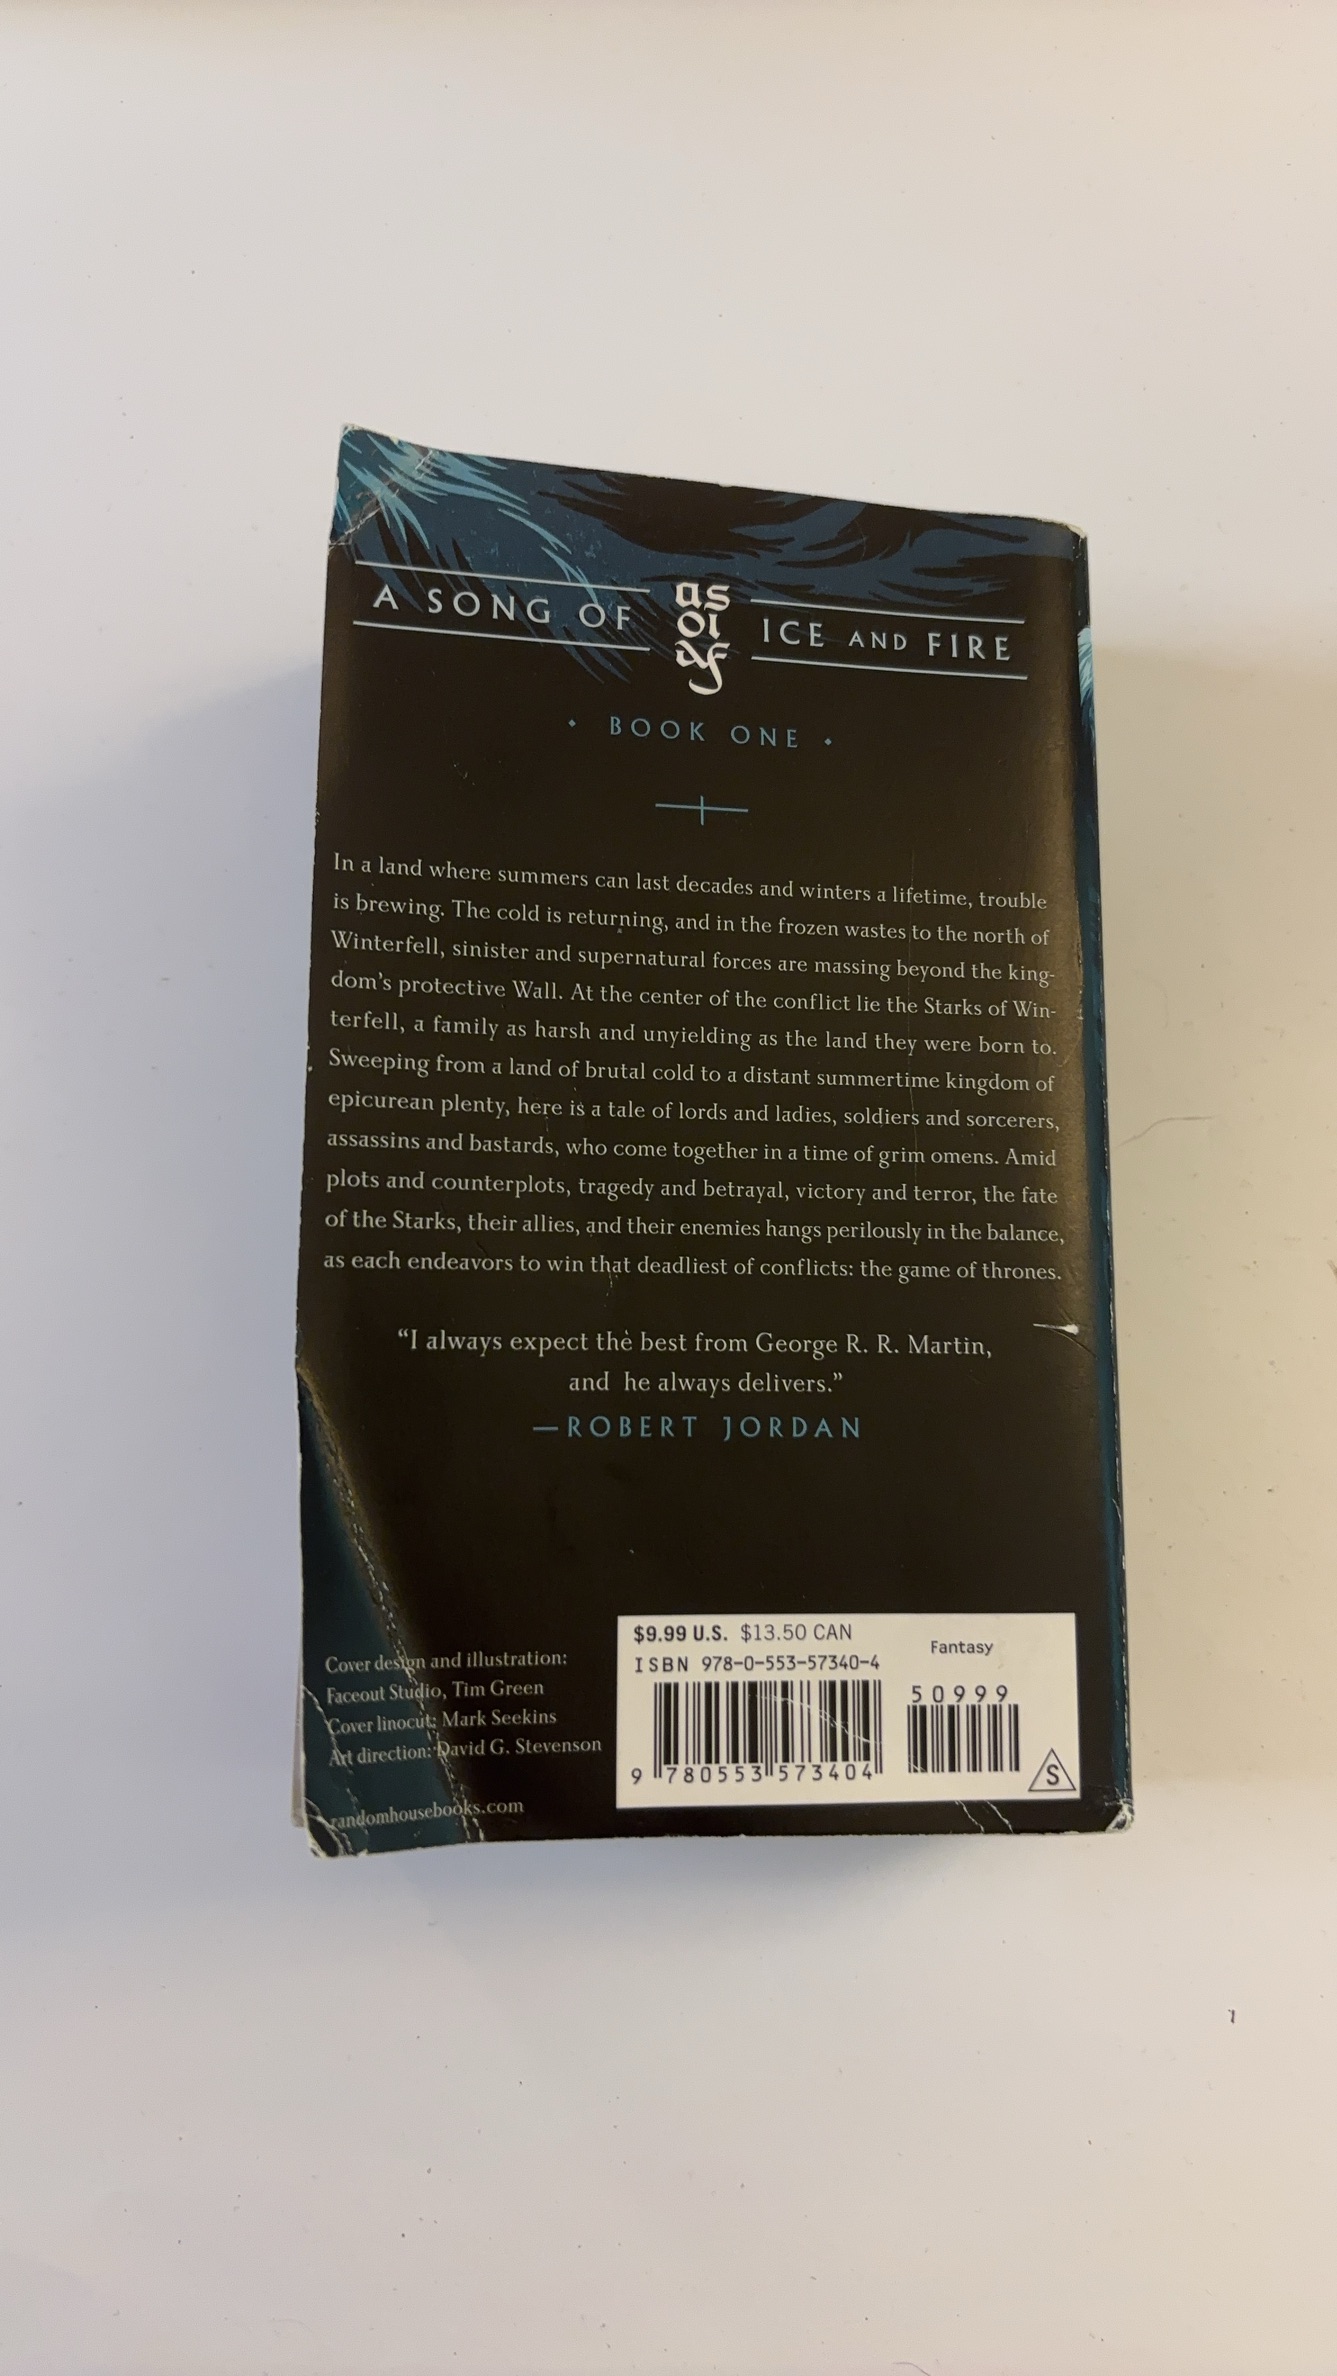 A SONG OF as oi af ICE AND FIRE
• BOOK ONE •
In a land where summers can last decades and winters a lifetime, trouble
is brewing. The cold is returning, and in the frozen wastes to the north of
Winterfell, sinister and supernatural forces are massing beyond the king-
dom's protective Wall. At the center of the conflict lie the Starks of Win-
terfell, a family as harsh and unyielding as the land they were born to.
Sweeping from a land of brutal cold to a distant summertime kingdom of
epicurean plenty, here is a tale of lords and ladies, soldiers and sorcerers,
assassins and bastards, who come together in a time of grim omens. Amid
plots and counterplots, tragedy and betrayal, victory and terror, the fate
of the Starks, their allies, and their enemies hangs perilously in the balance,
as each endeavors to win that deadliest of conflicts: the game of thrones.
“I always expect the best from George R. R. Martin,
and he always delivers.”
—ROBERT JORDAN
Cover design and illustration:
Faceout Studio, Tim Green
Cover linocut: Mark Seekins
Art direction: David G. Stevenson
randomhousebooks.com
$9.99 U.S. $13.50 CAN
ISBN 978-0-553-57340-4
Fantasy
50999
9 780553 573404
S